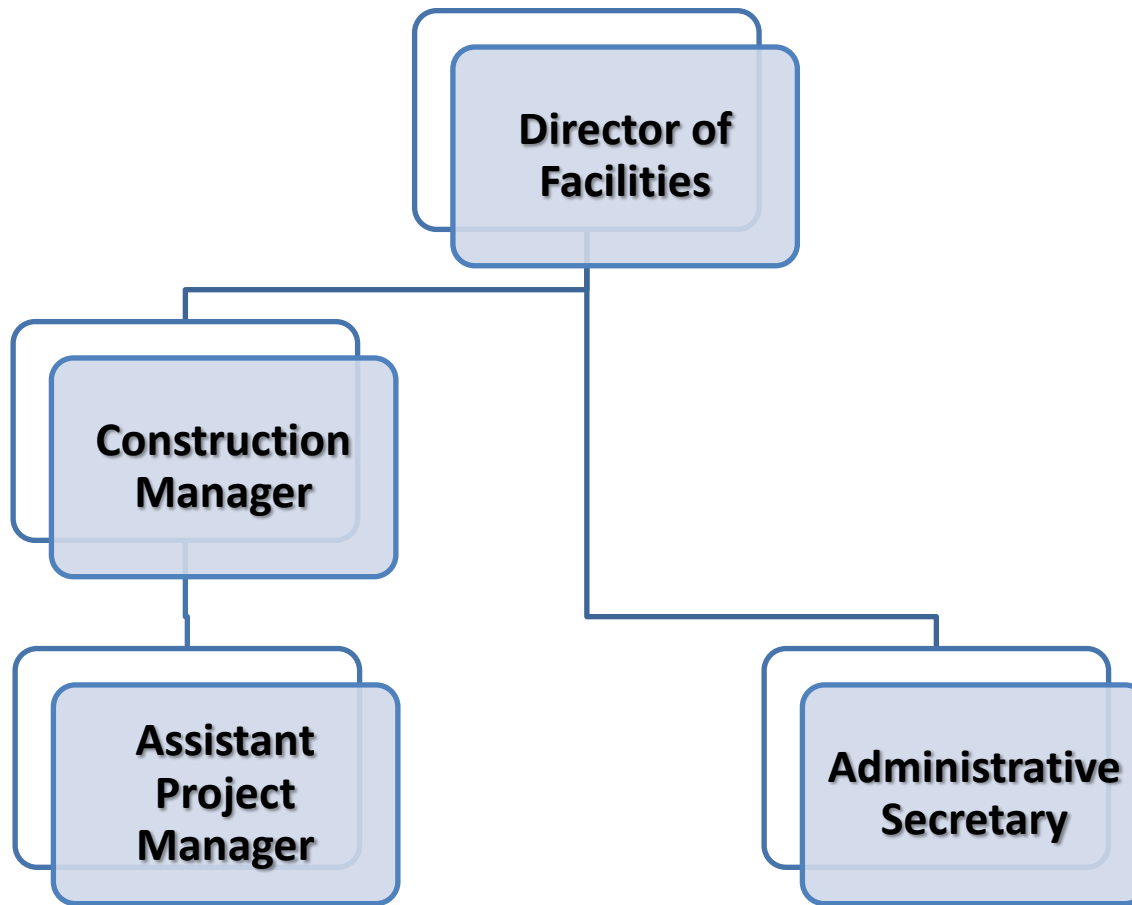 Director of
Facilities
Construction
Manager
Assistant
Project
Manager
Administrative
Secretary